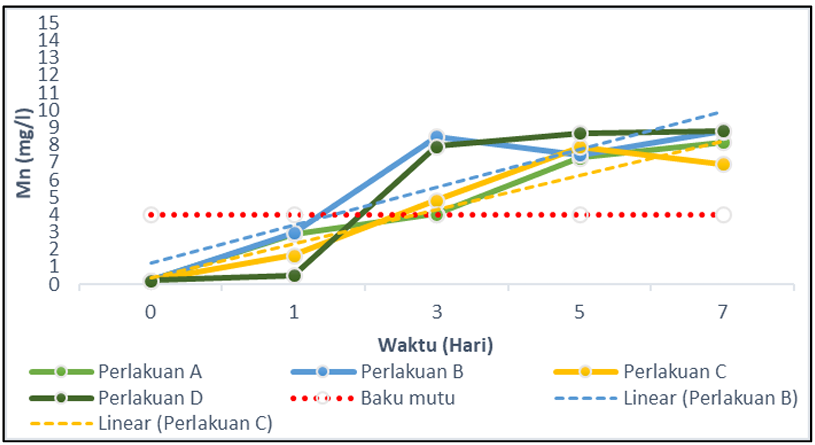 15
14
13
12
11
10
9
8
7
6
5
4
3
2
1
0
Mn (mg/l)
0 1 3 5 7
Waktu (Hari)
Perlakuan A Perlakuan B Perlakuan C
Perlakuan D Baku mutu Linear (Perlakuan B)
Linear (Perlakuan C)